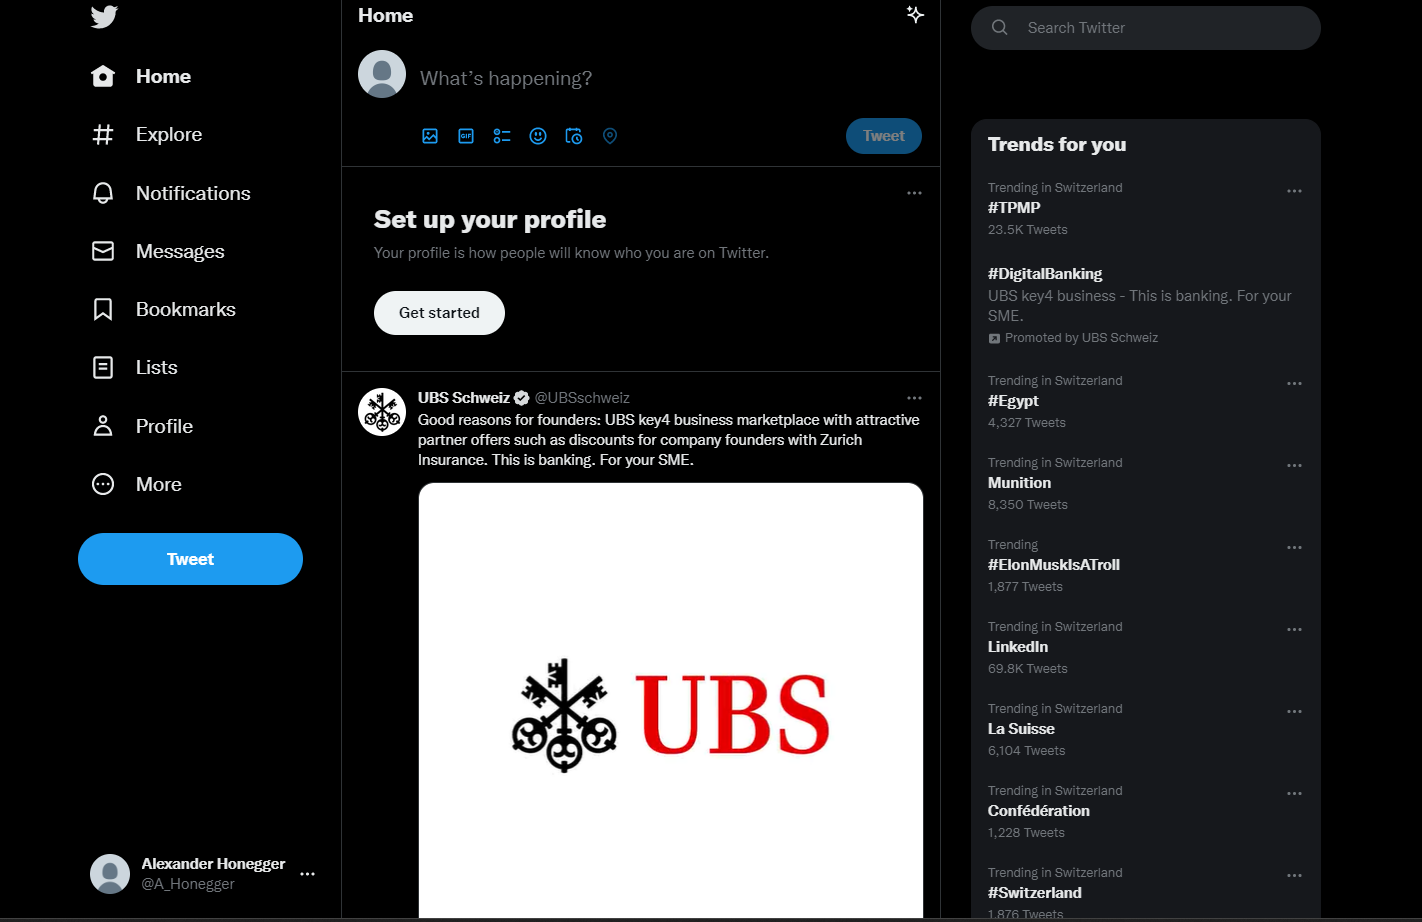 Home
Explore
Notifications
Messages
Bookmarks
Lists
Profile
More
Tweet
Alexander Honegger
@A_Honegger
Home
What's happening?
GIF
Tweet
Set up your profile
Your profile is how people will know who you are on Twitter.
Get started
UBS Schweiz @UBSschweiz
Good reasons for founders: UBS key4 business marketplace with attractive
partner offers such as discounts for company founders with Zurich
Insurance. This is banking. For your SME.
UBS
Search Twitter
Trends for you
Trending in Switzerland
#TPMP
23.5K Tweets
#DigitalBanking
UBS key4 business - This is banking. For your
SME.
Promoted by UBS Schweiz
Trending in Switzerland
#Egypt
4,327 Tweets
Trending in Switzerland
Munition
8,350 Tweets
Trending
#ElonMuskIsATroll
1,877 Tweets
Trending in Switzerland
LinkedIn
69.8K Tweets
Trending in Switzerland
La Suisse
6,104 Tweets
Trending in Switzerland
Confédération
1,228 Tweets
Trending in Switzerland
#Switzerland
1,876 Tweets